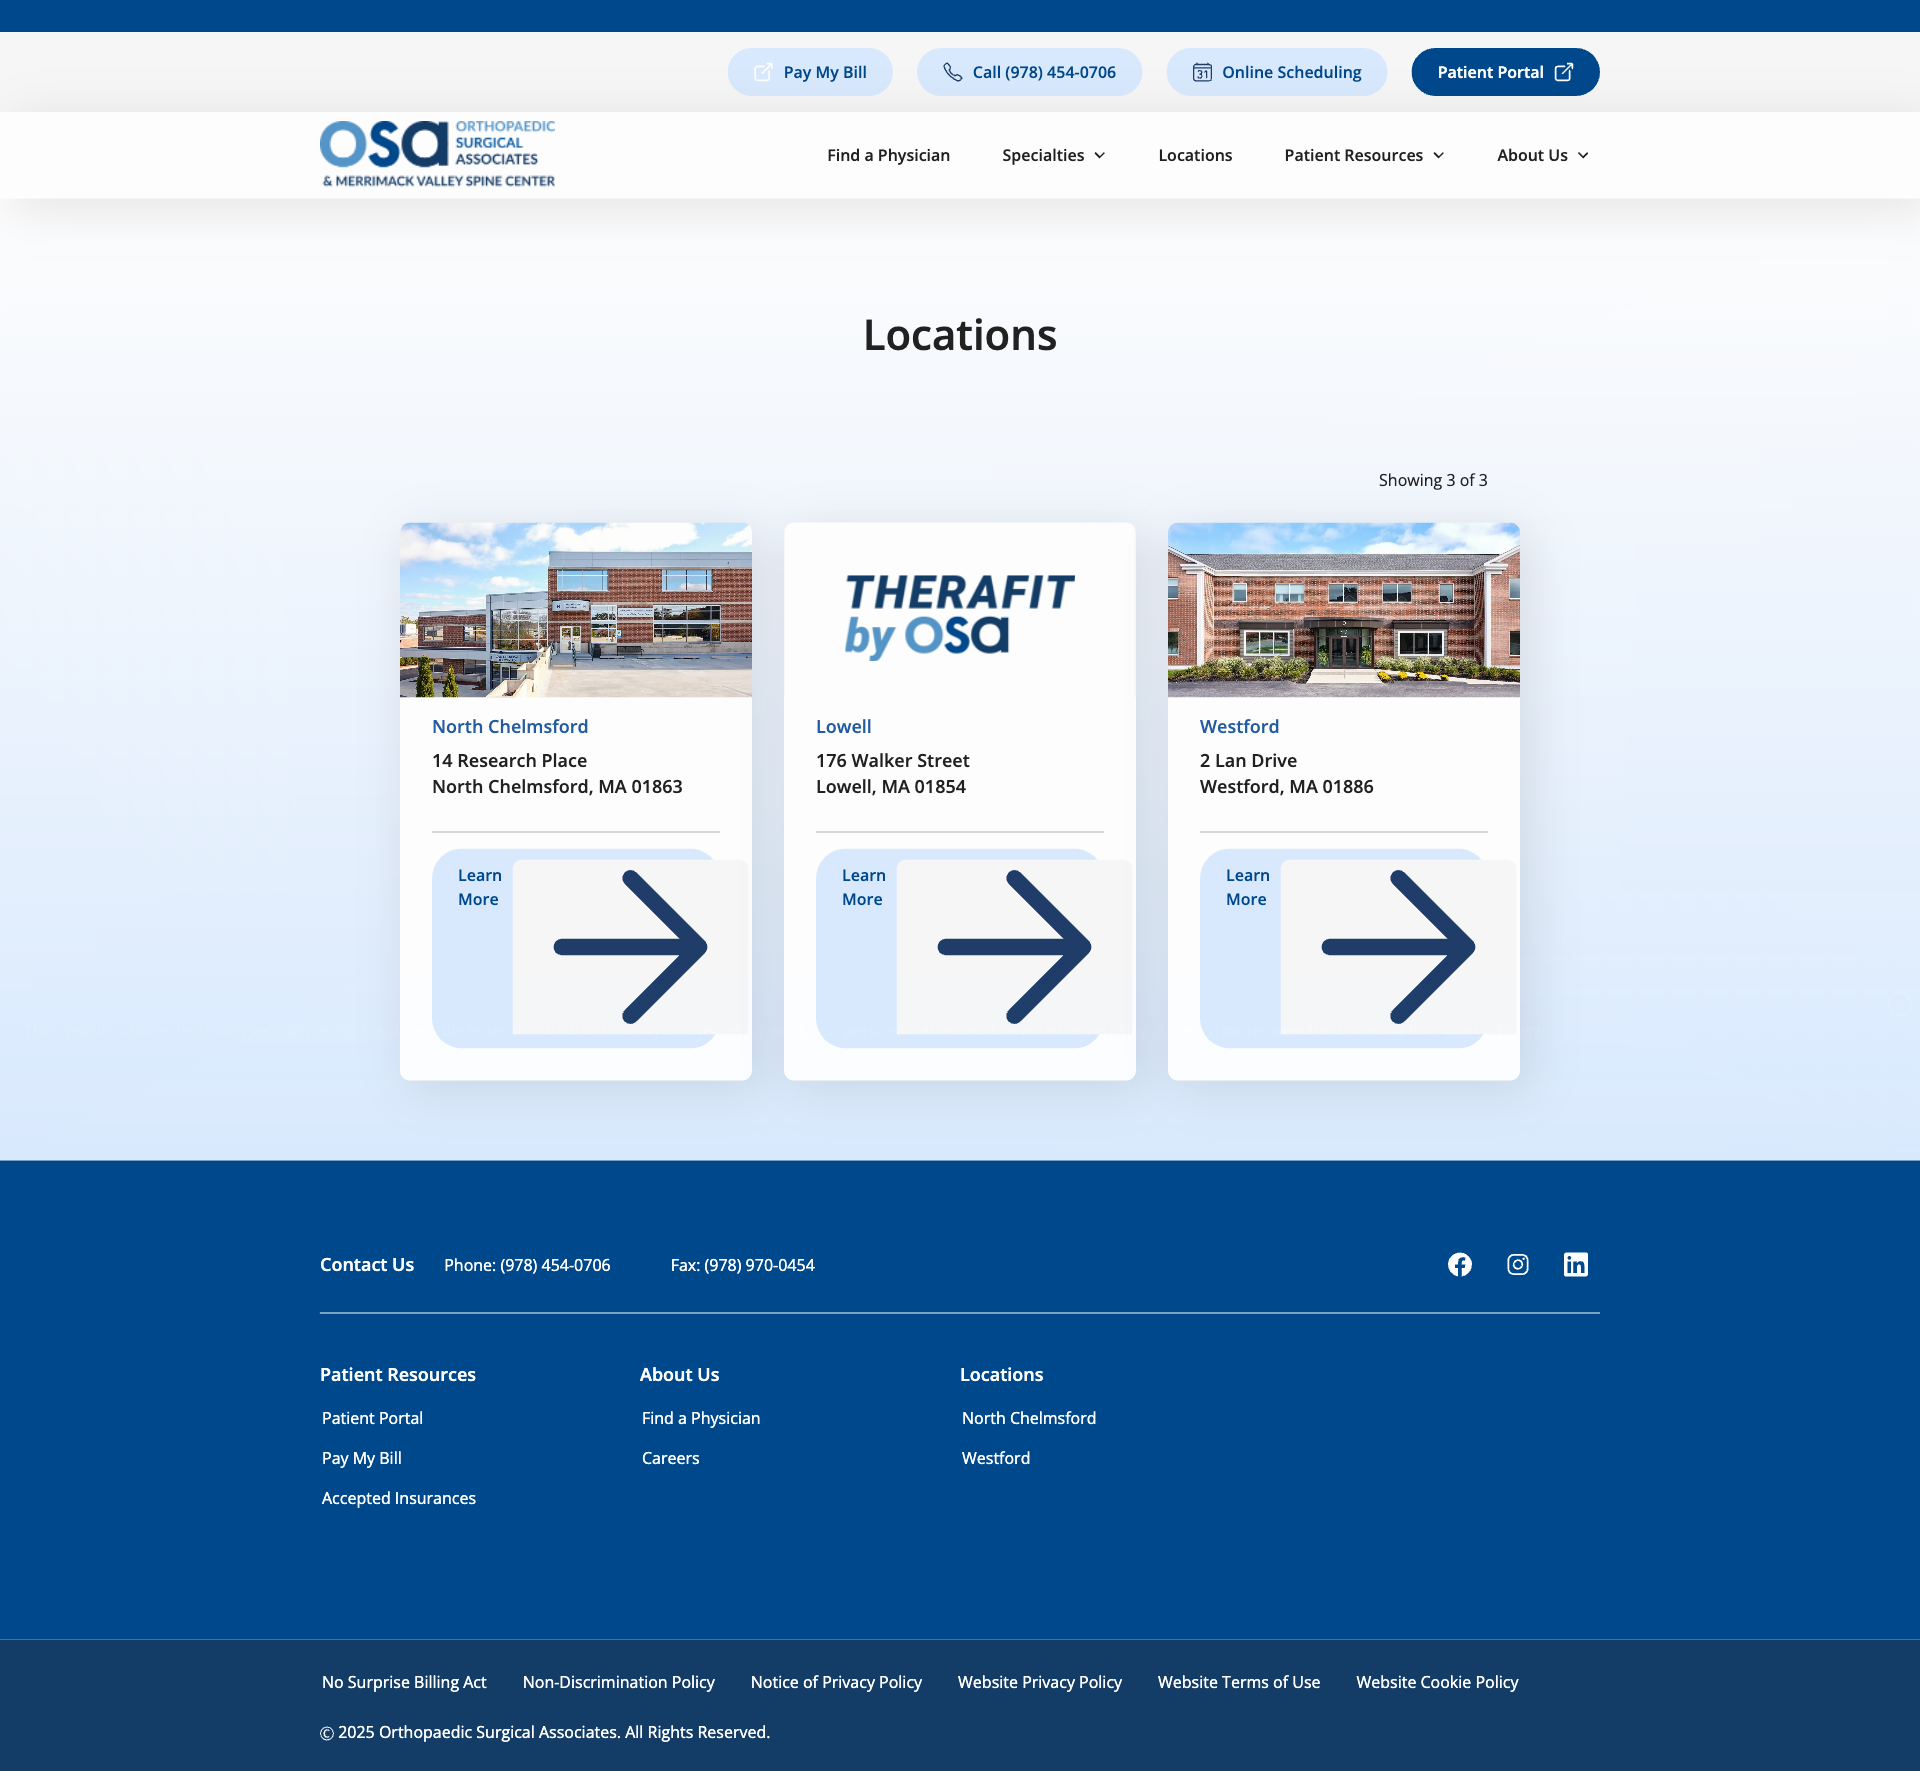 Pay My Bill
Call (978) 454-0706
Online Scheduling
Patient Portal
osa ORTHOPAEDIC
SURGICAL
ASSOCIATES
& MERRIMACK VALLEY SPINE CENTER
Find a Physician
Specialties
Locations
Patient Resources
About Us
Locations
Showing 3 of 3
North Chelmsford
14 Research Place
North Chelmsford, MA 01863
Learn
More
THERAFIT
by osa
Lowell
176 Walker Street
Lowell, MA 01854
Learn
More
Westford
2 Lan Drive
Westford, MA 01886
Learn
More
Contact Us
Phone: (978) 454-0706
Fax: (978) 970-0454
Patient Resources
Patient Portal
Pay My Bill
Accepted Insurances
About Us
Find a Physician
Careers
Locations
North Chelmsford
Westford
No Surprise Billing Act
Non-Discrimination Policy
Notice of Privacy Policy
Website Privacy Policy
Website Terms of Use
Website Cookie Policy
© 2025 Orthopaedic Surgical Associates. All Rights Reserved.